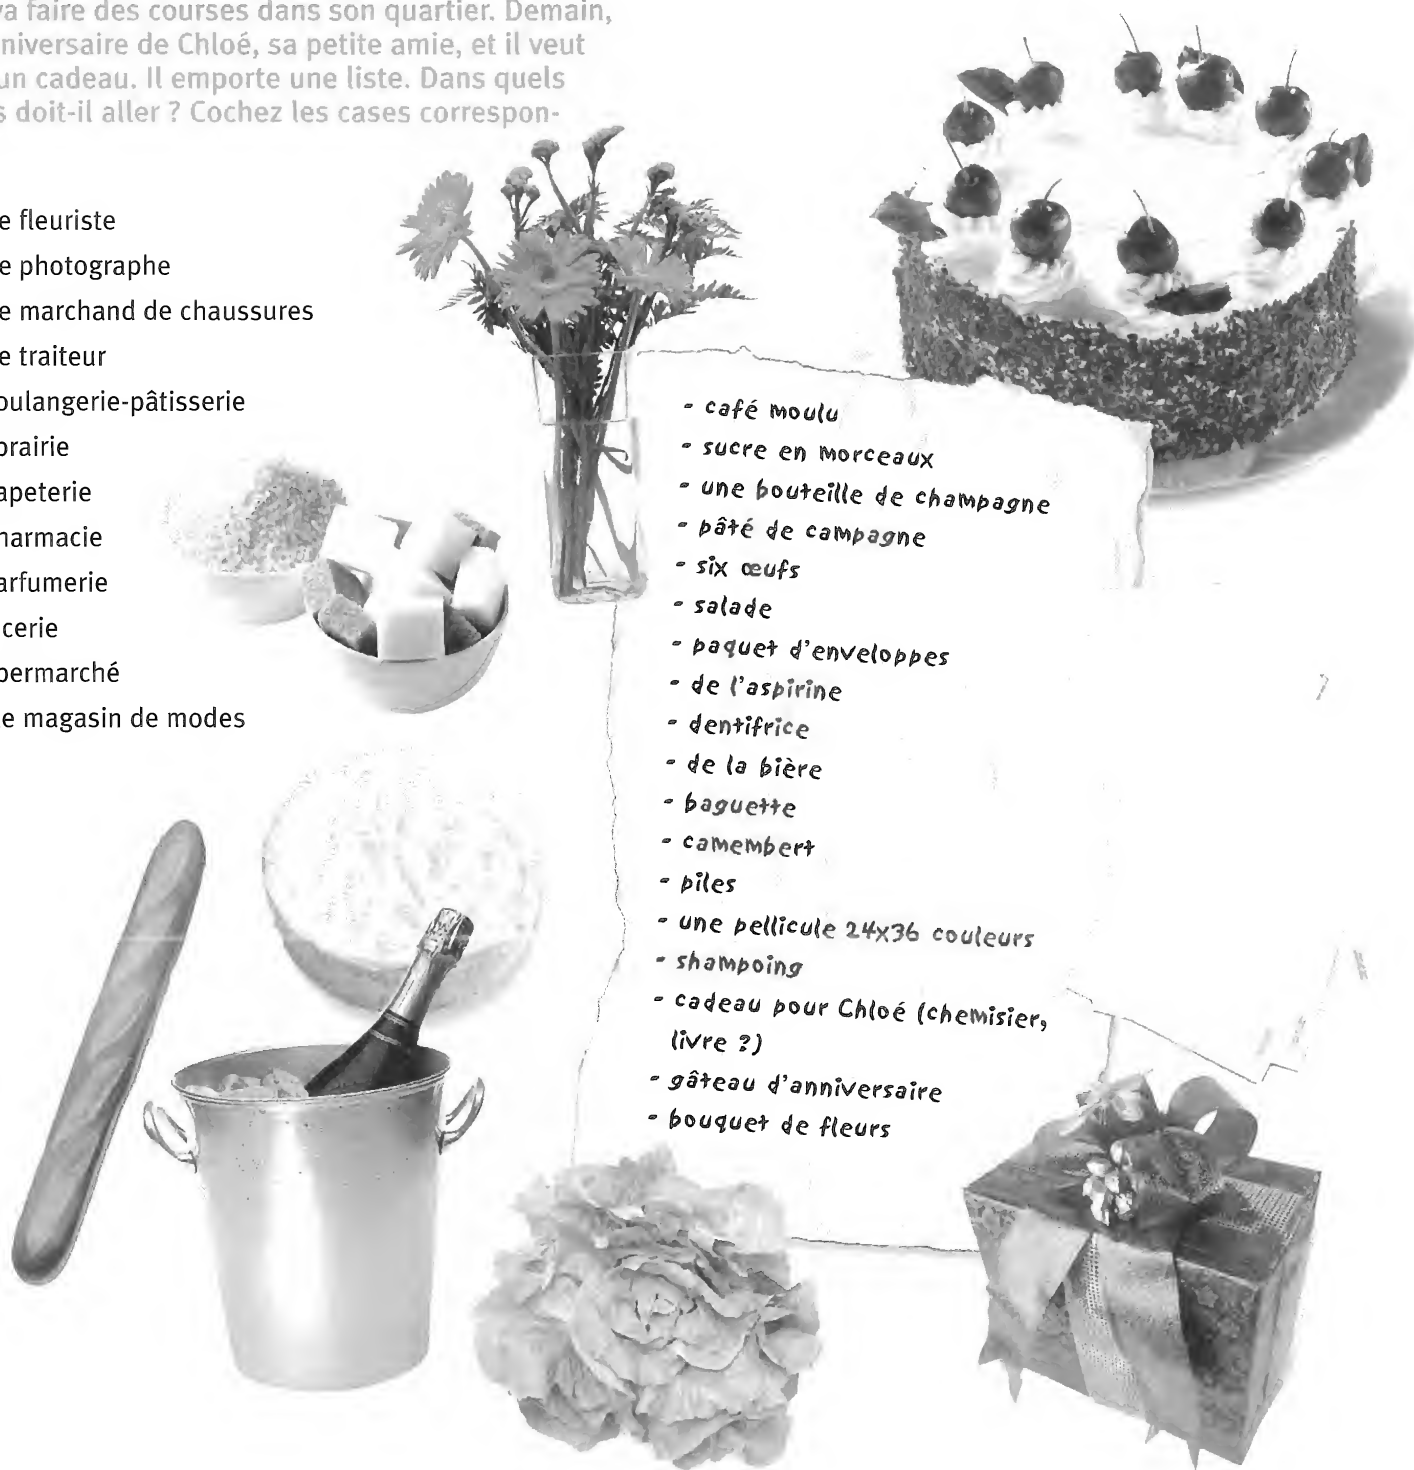 va faire des courses dans son quartier. Demain,
niversaire de Chloé, sa petite amie, et il veut
un cadeau. Il emporte une liste. Dans quels
s doit-il aller ? Cochez les cases correspon-
e fleuriste
e photographe
e marchand de chaussures
e traiteur
oulangerie-pâtisserie
brairie
apeterie
harmacie
arfumerie
icerie
permarché
e magasin de modes
- café moulu
- sucre en morceaux
- une bouteille de champagne
- pâté de campagne
- six œufs
- salade
- paquet d'enveloppes
- de l'aspirine
- dentifrice
- de la bière
- baguette
- camembert
- piles
- une pellicule 24x36 couleurs
- shampoing
- cadeau pour Chloé (chemisier,
livre ?)
- gâteau d'anniversaire
- bouquet de fleurs